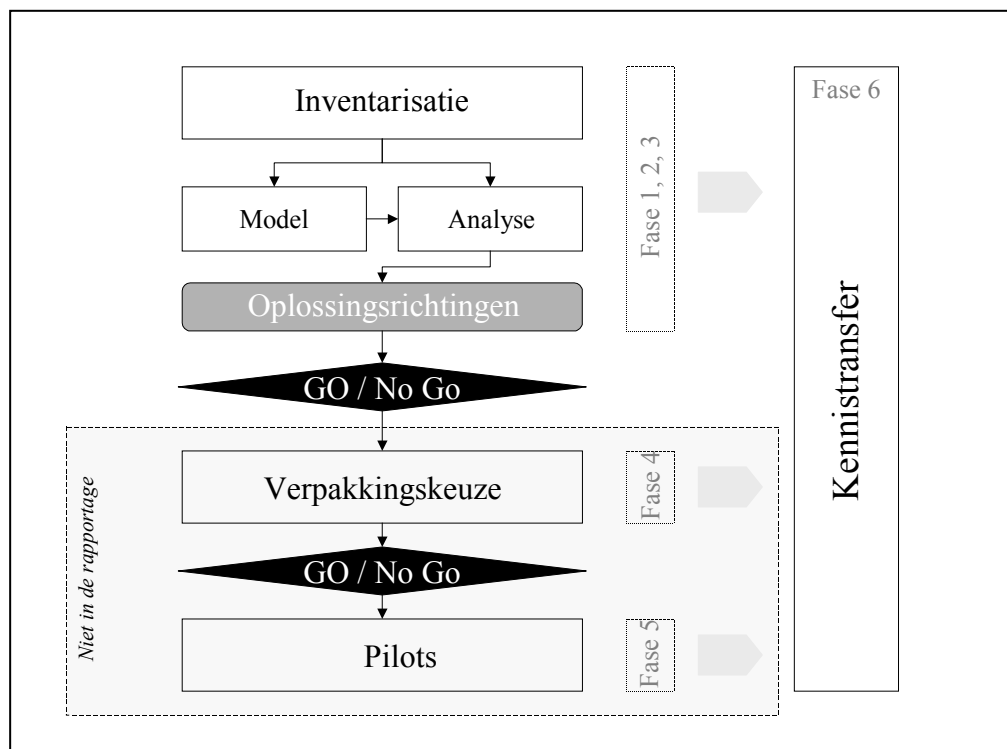 Inventarisatie
Model
Analyse
Oplossingsrichtingen
GO / No Go
Verpakkingskeuze
GO / No Go
Pilots
Niet in de rapportage
Fase 1, 2, 3
Fase 4
Fase 5
Fase 6
Kennistransfer